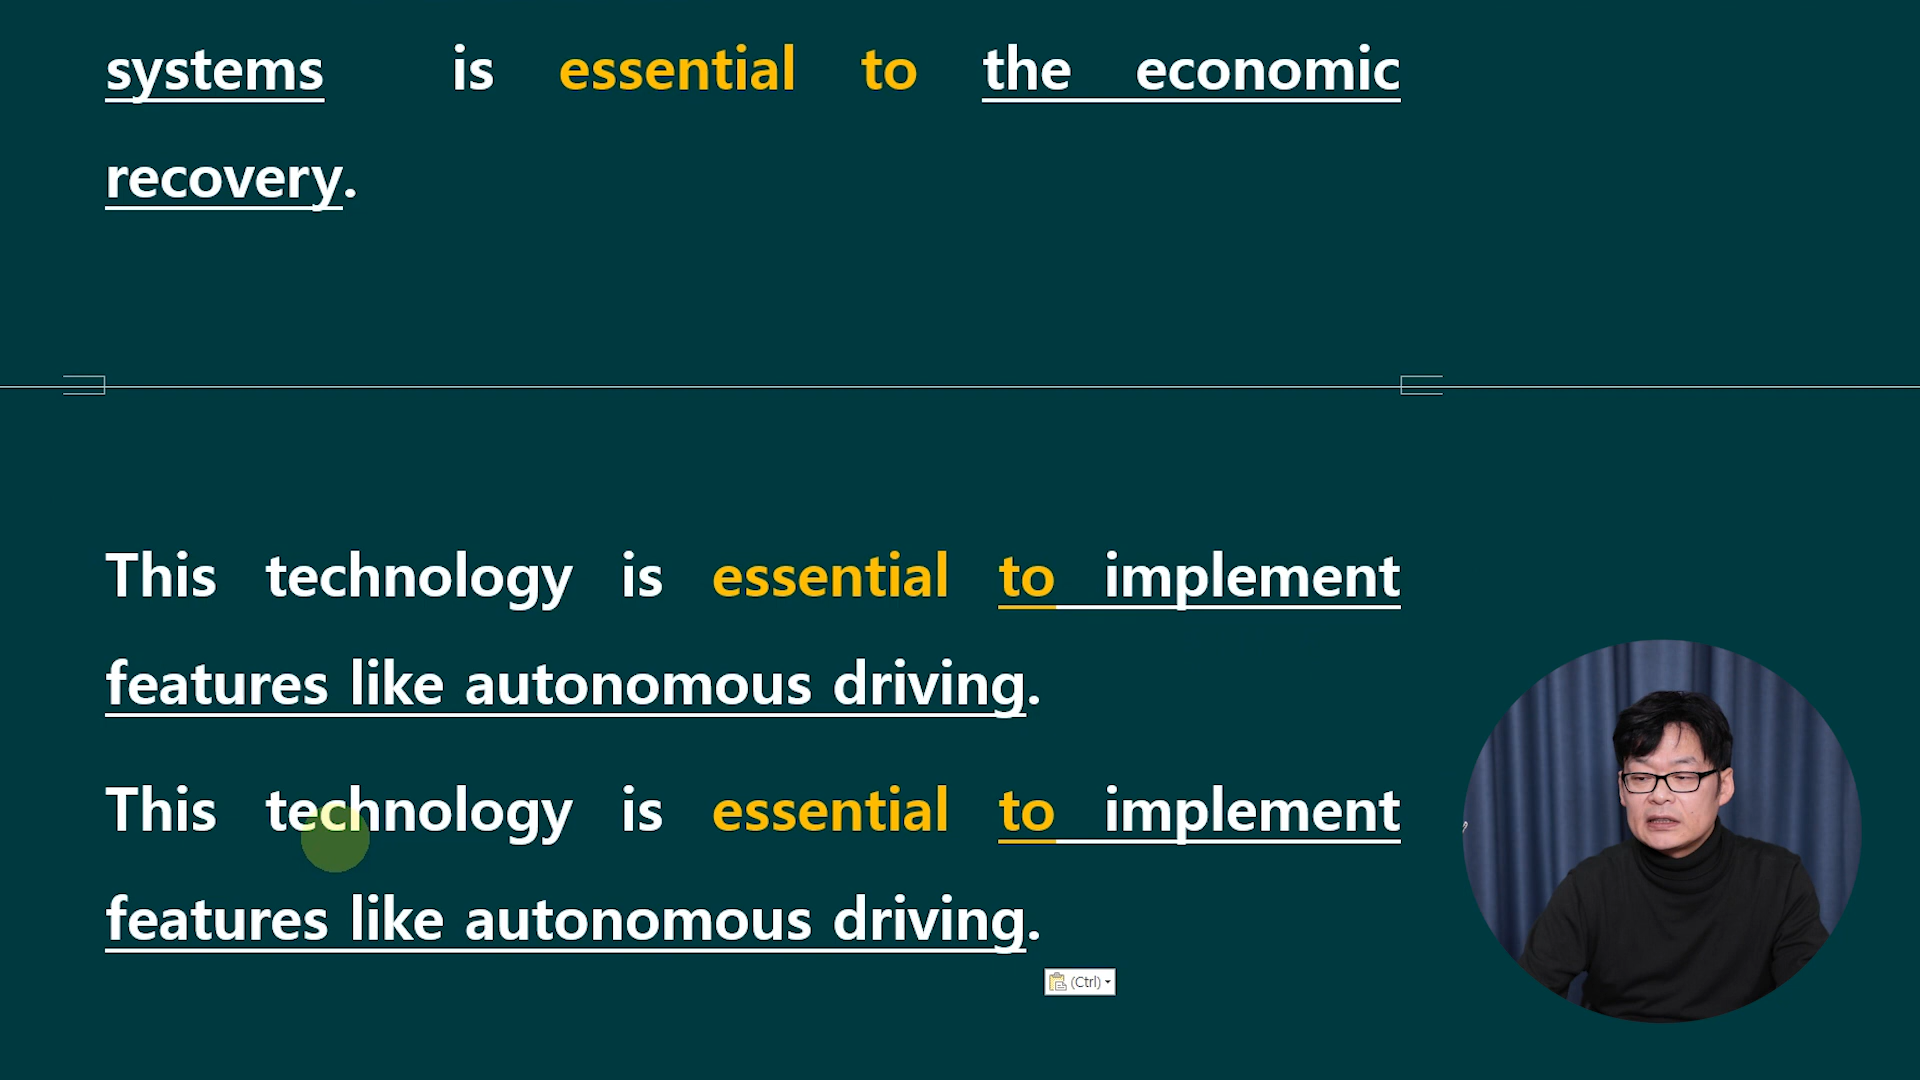 systems is essential to the economic
recovery.
This technology is essential to implement
features like autonomous driving.
This technology is essential to implement
features like autonomous driving.
(Ctrl)